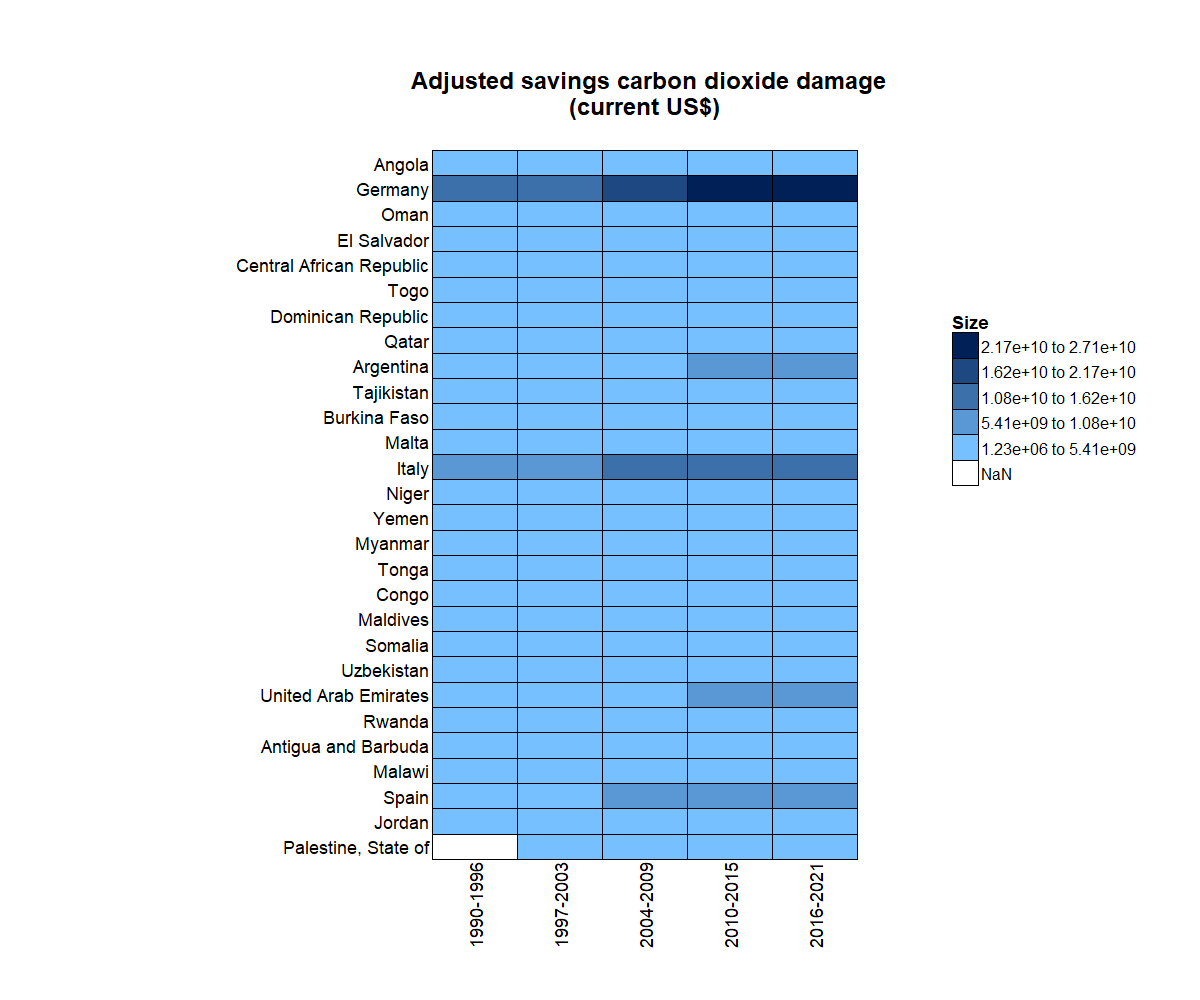 Adjusted savings carbon dioxide damage
(current US$)
Angola
Germany
Oman
El Salvador
Central African Republic
Togo
Dominican Republic
Qatar
Argentina
Tajikistan
Burkina Faso
Malta
Italy
Niger
Yemen
Myanmar
Tonga
Congo
Maldives
Somalia
Uzbekistan
United Arab Emirates
Rwanda
Antigua and Barbuda
Malawi
Spain
Jordan
Palestine, State of
1990-1996
1997-2003
2004-2009
2010-2015
2016-2021
Size
2.17e+10 to 2.71e+10
1.62e+10 to 2.17e+10
1.08e+10 to 1.62e+10
5.41e+09 to 1.08e+10
1.23e+06 to 5.41e+09
NaN